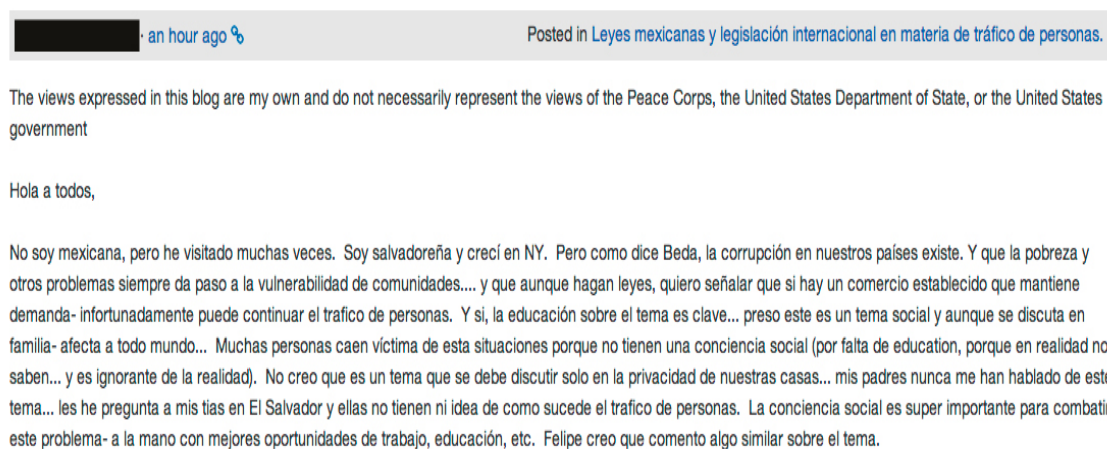 · an hour ago Posted in Leyes mexicanas y legislación internacional en materia de tráfico de personas.
The views expressed in this blog are my own and do not necessarily represent the views of the Peace Corps, the United States Department of State, or the United States
government
Hola a todos,
No soy mexicana, pero he visitado muchas veces. Soy salvadoreña y crecí en NY. Pero como dice Beda, la corrupción en nuestros países existe. Y que la pobreza y
otros problemas siempre da paso a la vulnerabilidad de comunidades.... y que aunque hagan leyes, quiero señalar que si hay un comercio establecido que mantiene
demanda- infortunadamente puede continuar el trafico de personas. Y si, la educación sobre el tema es clave... preso este es un tema social y aunque se discuta en
familia- afecta a todo mundo... Muchas personas caen víctima de esta situaciones porque no tienen una conciencia social (por falta de education, porque en realidad no
saben... y es ignorante de la realidad). No creo que es un tema que se debe discutir solo en la privacidad de nuestras casas... mis padres nunca me han hablado de este
tema... les he pregunta a mis tias en El Salvador y ellas no tienen ni idea de como sucede el trafico de personas. La conciencia social es super importante para combatir
este problema- a la mano con mejores oportunidades de trabajo, educación, etc. Felipe creo que comento algo similar sobre el tema.